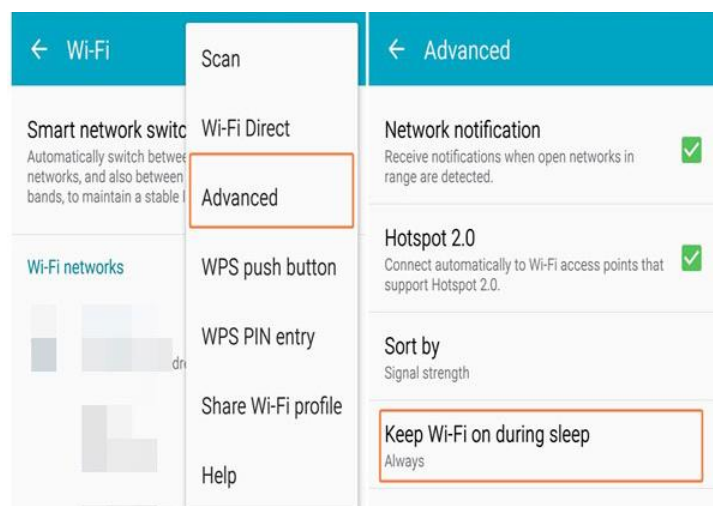 Wi-Fi
Smart network switc
Automatically switch betwee
networks, and also between
bands, to maintain a stable
Wi-Fi networks
Scan
Wi-Fi Direct
Advanced
WPS push button
WPS PIN entry
Share Wi-Fi profile
Help
Advanced
Network notification
Receive notifications when open networks in
range are detected.
Hotspot 2.0
Connect automatically to Wi-Fi access points that
support Hotspot 2.0.
Sort by
Signal strength
Keep Wi-Fi on during sleep
Always